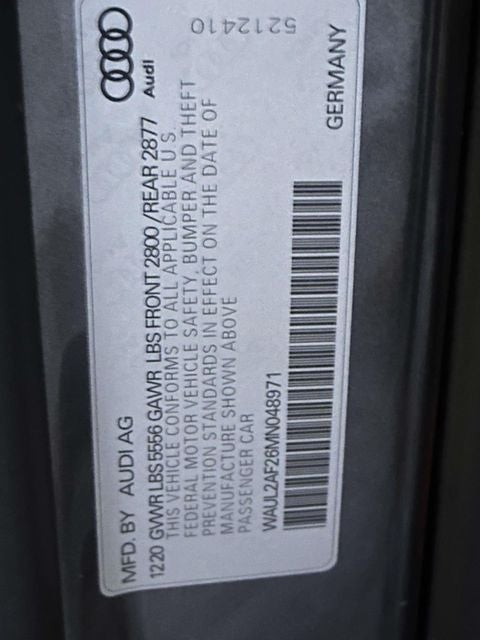 MFD. BY AUDI AG
Audi
1220 GVWR LBS 5556 GAWR LBS FRONT 2800 / REAR 2877
THIS VEHICLE CONFORMS TO ALL APPLICABLE U S.
FEDERAL MOTOR VEHICLE SAFETY, BUMPER AND THEFT
PREVENTION STANDARDS IN EFFECT ON THE DATE OF
MANUFACTURE SHOWN ABOVE
PASSENGER CAR
WAUL2AF26MN048971
GERMANY
5212410